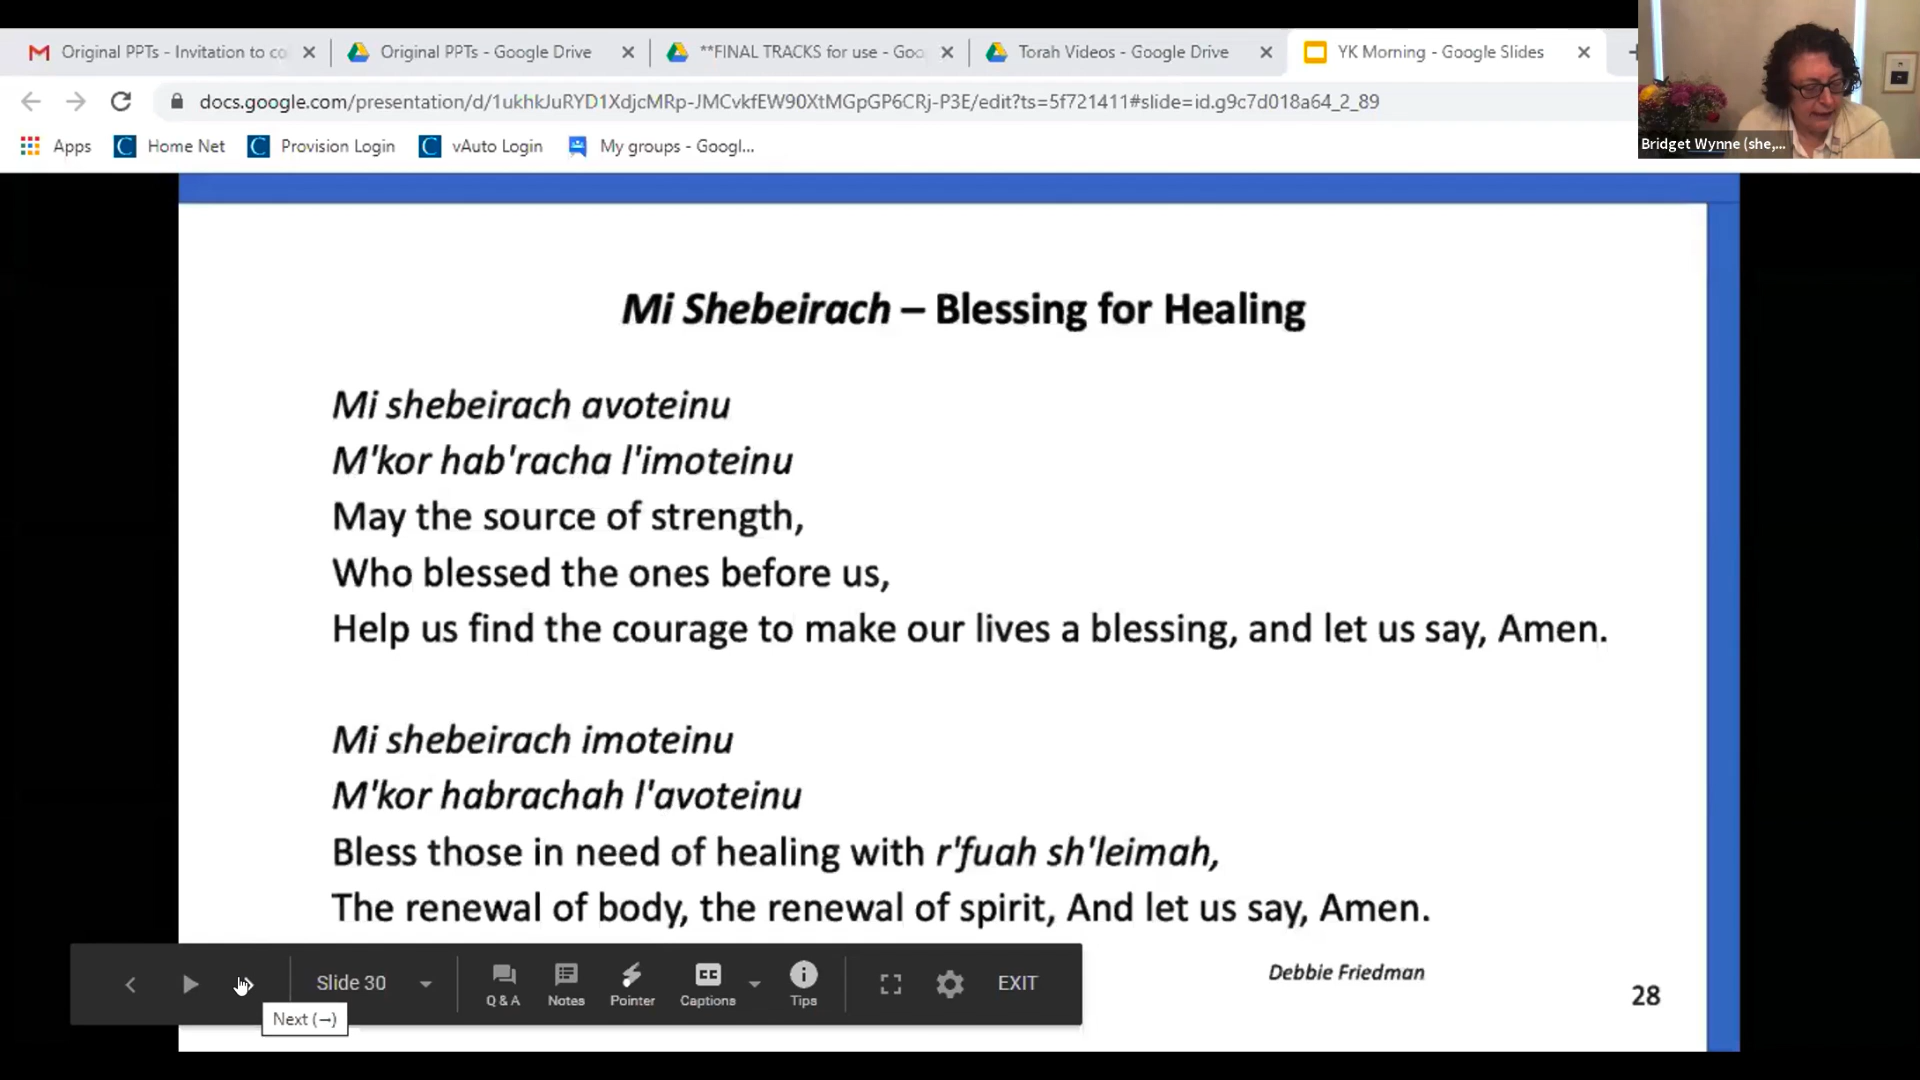 Original PPTs - Invitation to co
Original PPTs - Google Drive
**FINAL TRACKS for use - Goo
Torah Videos - Google Drive
YK Morning - Google Slides
docs.google.com/presentation/d/1ukhkJuRYD1XdjcMRp-JMCvkfEW90XtMGpGP6CRj-P3E/edit?ts=5f721411#slide=id.g9c7d018a64_2_89
Apps
Home Net
Provision Login
vAuto Login
My groups - Googl...
Bridget Wynne (she,...
Mi Shebeirach – Blessing for Healing
Mi shebeirach avoteinu
M'kor hab'racha l'imoteinu
May the source of strength,
Who blessed the ones before us,
Help us find the courage to make our lives a blessing, and let us say, Amen.
Mi shebeirach imoteinu
M'kor habrachah l'avoteinu
Bless those in need of healing with r'fuah sh'leimah,
The renewal of body, the renewal of spirit, And let us say, Amen.
Debbie Friedman
28
Slide 30
Q & A
Notes
Pointer
CC
Captions
Tips
EXIT
Next (→)